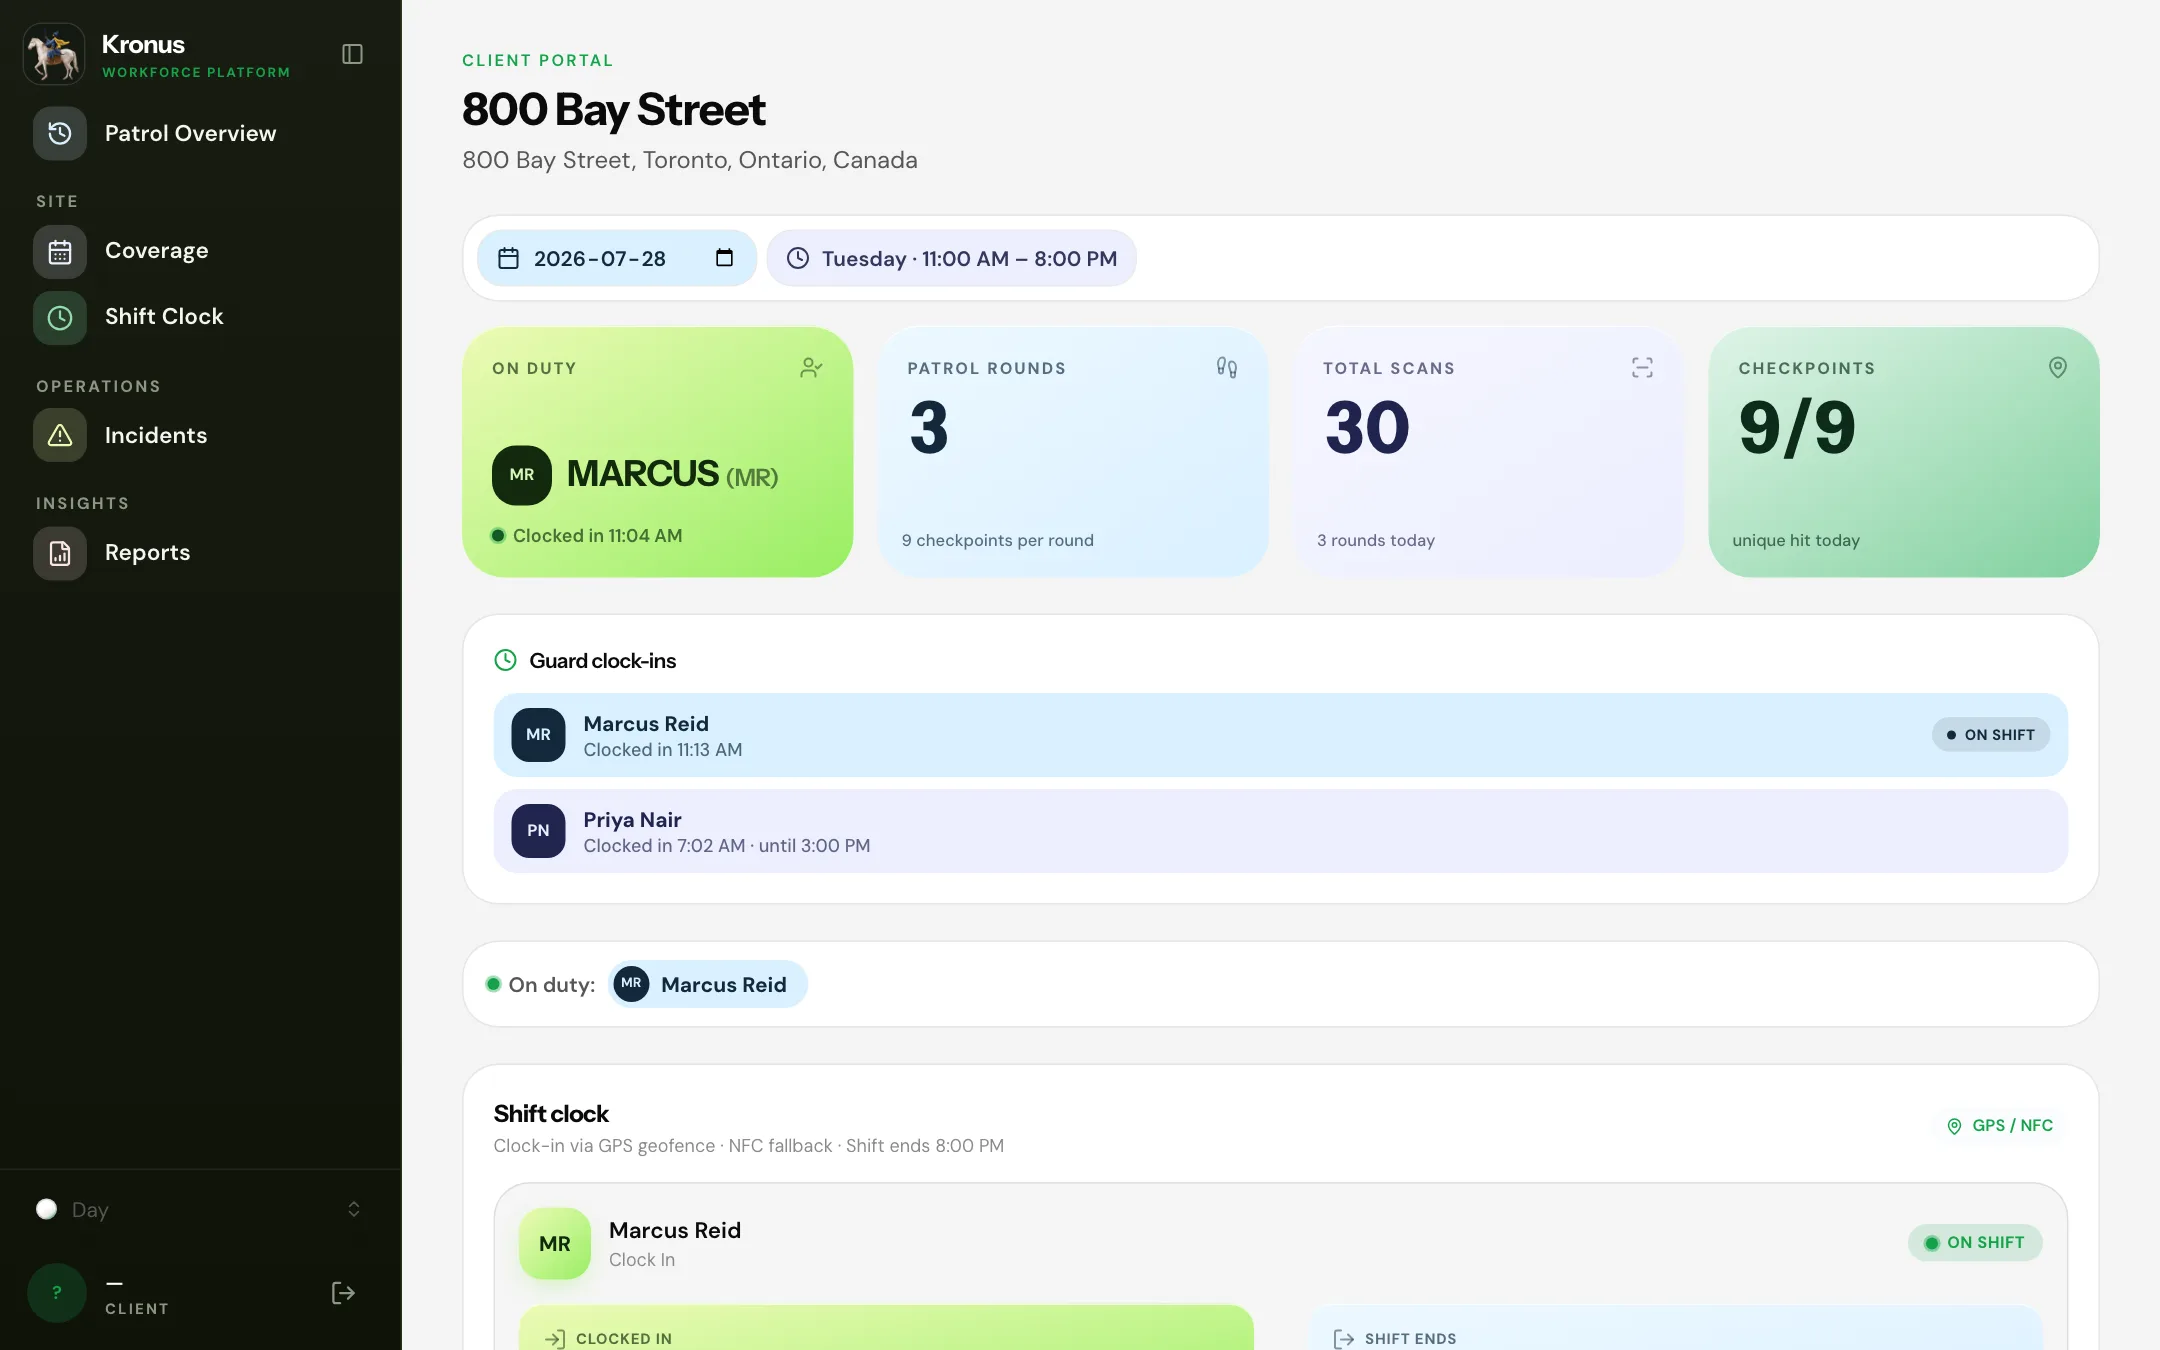 Kronus
WORKFORCE PLATFORM
Patrol Overview
SITE
Coverage
Shift Clock
OPERATIONS
Incidents
INSIGHTS
Reports
Day
?
—
CLIENT
CLIENT PORTAL
800 Bay Street
800 Bay Street, Toronto, Ontario, Canada
2026-07-28
Tuesday · 11:00 AM – 8:00 PM
ON DUTY
MR
MARCUS (MR)
Clocked in 11:04 AM
PATROL ROUNDS
3
9 checkpoints per round
TOTAL SCANS
30
3 rounds today
CHECKPOINTS
9/9
unique hit today
Guard clock-ins
MR
Marcus Reid
Clocked in 11:13 AM
ON SHIFT
PN
Priya Nair
Clocked in 7:02 AM · until 3:00 PM
On duty:
MR
Marcus Reid
Shift clock
Clock-in via GPS geofence · NFC fallback · Shift ends 8:00 PM
GPS / NFC
MR
Marcus Reid
Clock In
ON SHIFT
CLOCKED IN
SHIFT ENDS